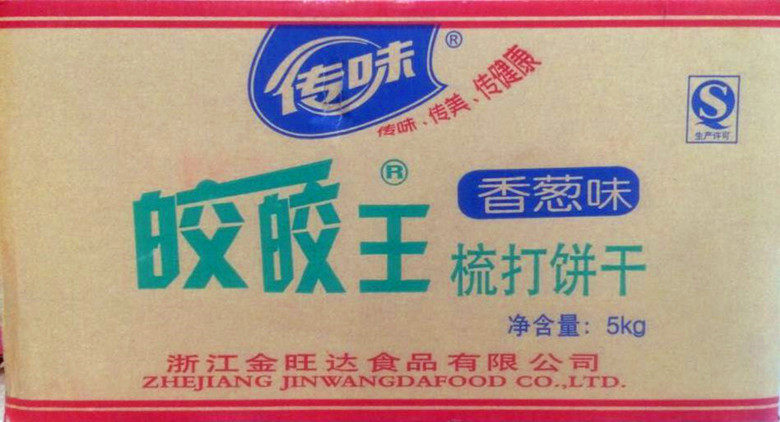 传味®
传味、传美、传健康
S
生产许可
皎皎王®
香葱味
梳打饼干
净含量：5kg
浙江金旺达食品有限公司
ZHEJIANG JINWANGDAFOOD CO.,LTD.